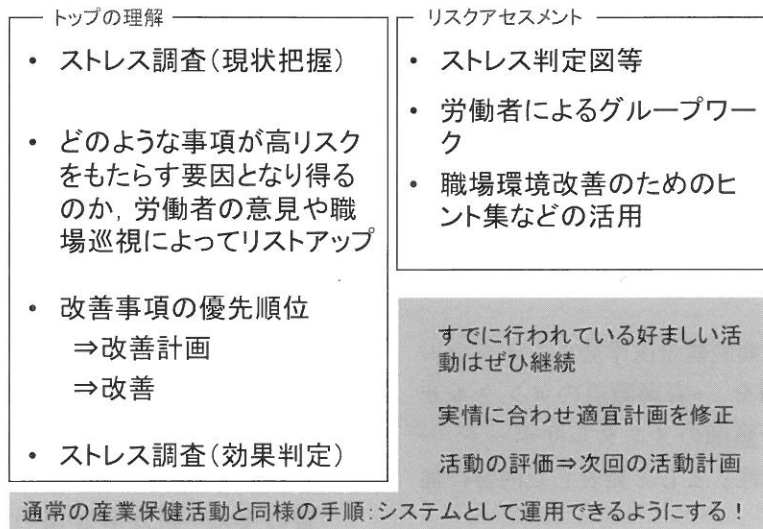 トップの理解
・ ストレス調査(現状把握)
・ どのような事項が高リスク
をもたらす要因となり得る
のか，労働者の意見や職
場巡視によってリストアップ
・ 改善事項の優先順位
⇒改善計画
⇒改善
・ ストレス調査(効果判定)
リスクアセスメント
・ ストレス判定図等
・ 労働者によるグループワー
ク
・ 職場環境改善のためのヒ
ント集などの活用
すでに行われている好ましい活
動はぜひ継続
実情に合わせ適宜計画を修正
活動の評価⇒次回の活動計画
通常の産業保健活動と同様の手順:システムとして運用できるようにする！